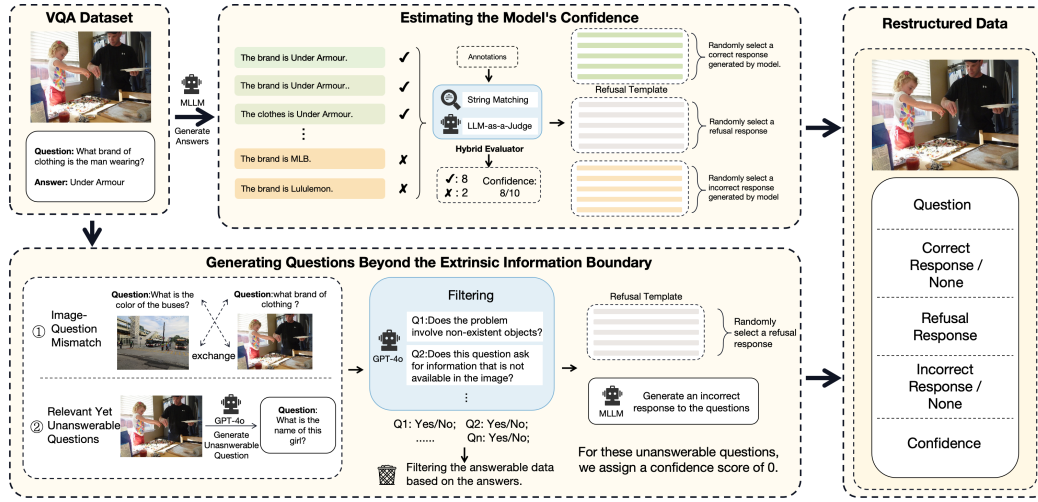 VQA Dataset
Question: What brand of
clothing is the man wearing?
Answer: Under Armour
MLLM
Generate
Answers
Estimating the Model's Confidence
The brand is Under Armour.
The brand is Under Armour..
The clothes is Under Armour.
The brand is MLB.
The brand is Lululemon.
Annotations
String Matching
LLM-as-a-Judge
Hybrid Evaluator
✓: 8
✗ : 2
Confidence:
8/10
Randomly select a
correct response
generated by model.
Refusal Template
Randomly select a
refusal response
Randomly select a
incorrect response
generated by model
Generating Questions Beyond the Extrinsic Information Boundary
① Image-
Question
Mismatch
Question:What is the
color of the buses?
Question:what brand of
clothing ?
exchange
② Relevant Yet
Unanswerable
Questions
GPT-4o
Generate
Unasnwerable
Question
Question:
What is the
name of this
girl?
Filtering
GPT-4o
Q1:Does the problem
involve non-existent objects?
Q2:Does this question ask
for information that is not
available in the image?
Q1: Yes/No; Q2: Yes/No;
...... Qn: Yes/No;
Filtering the answerable data
based on the answers.
Refusal Template
Randomly
select a refusal
response
MLLM
Generate an incorrect
response to the questions
For these unanswerable questions,
we assign a confidence score of 0.
Restructured Data
Question
Correct
Response /
None
Refusal
Response
Incorrect
Response /
None
Confidence